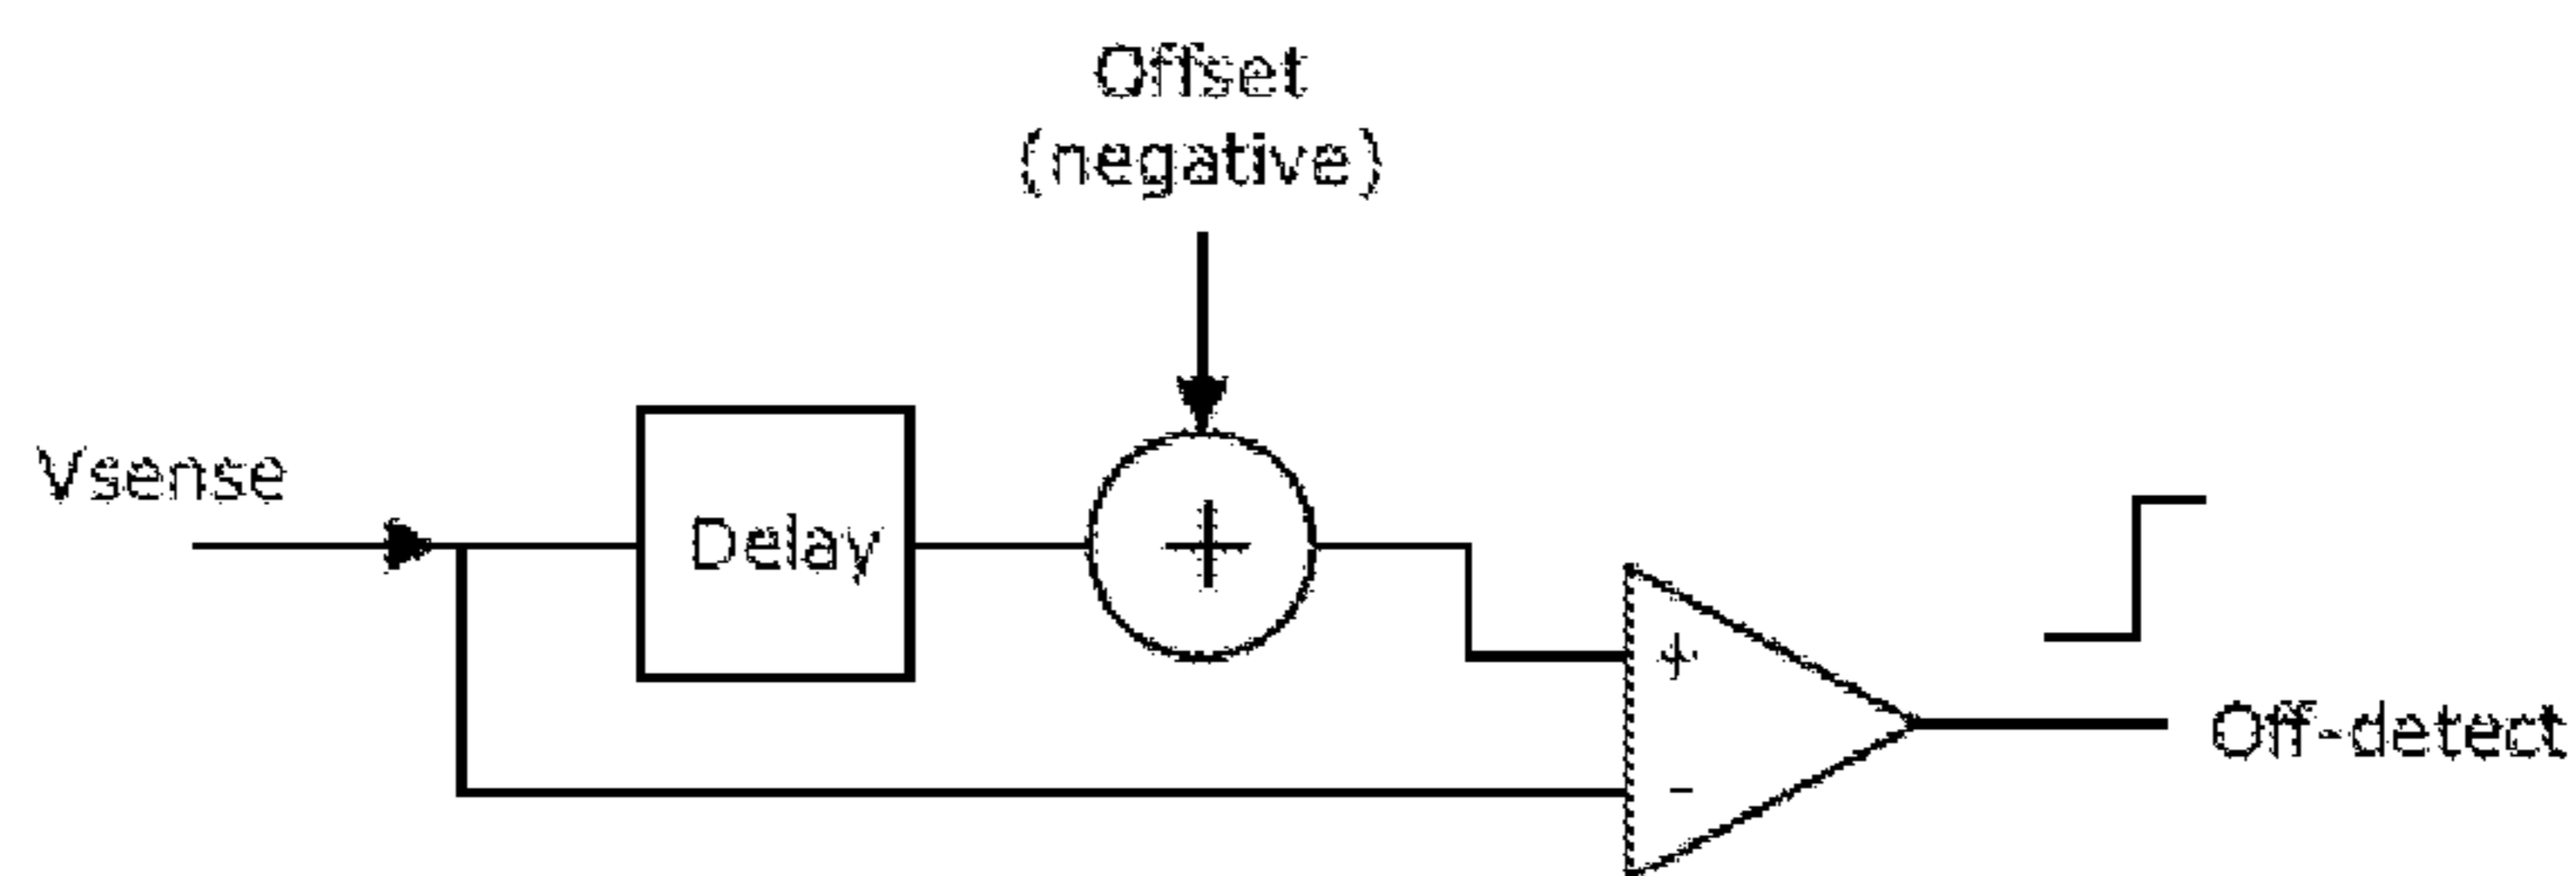 Offset
(negative)
Vsense
Delay
+
+
-
Off-detect